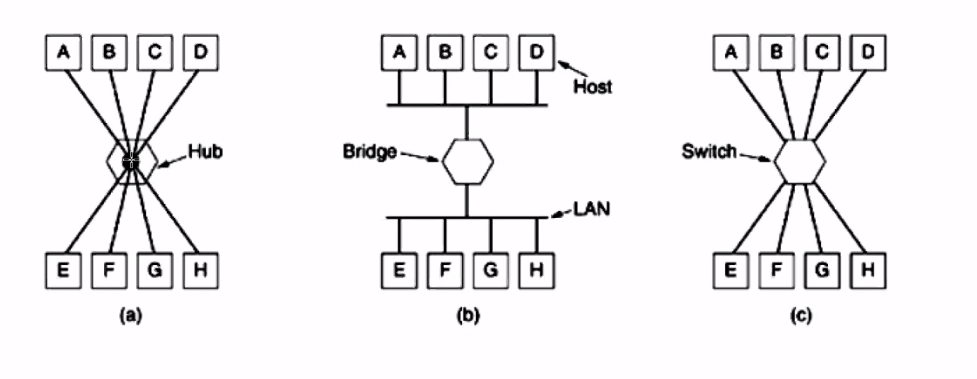 A B C D
Hub
E F G H
(a)
A B C D
Host
Bridge
LAN
E F G H
(b)
A B C D
Switch
E F G H
(c)